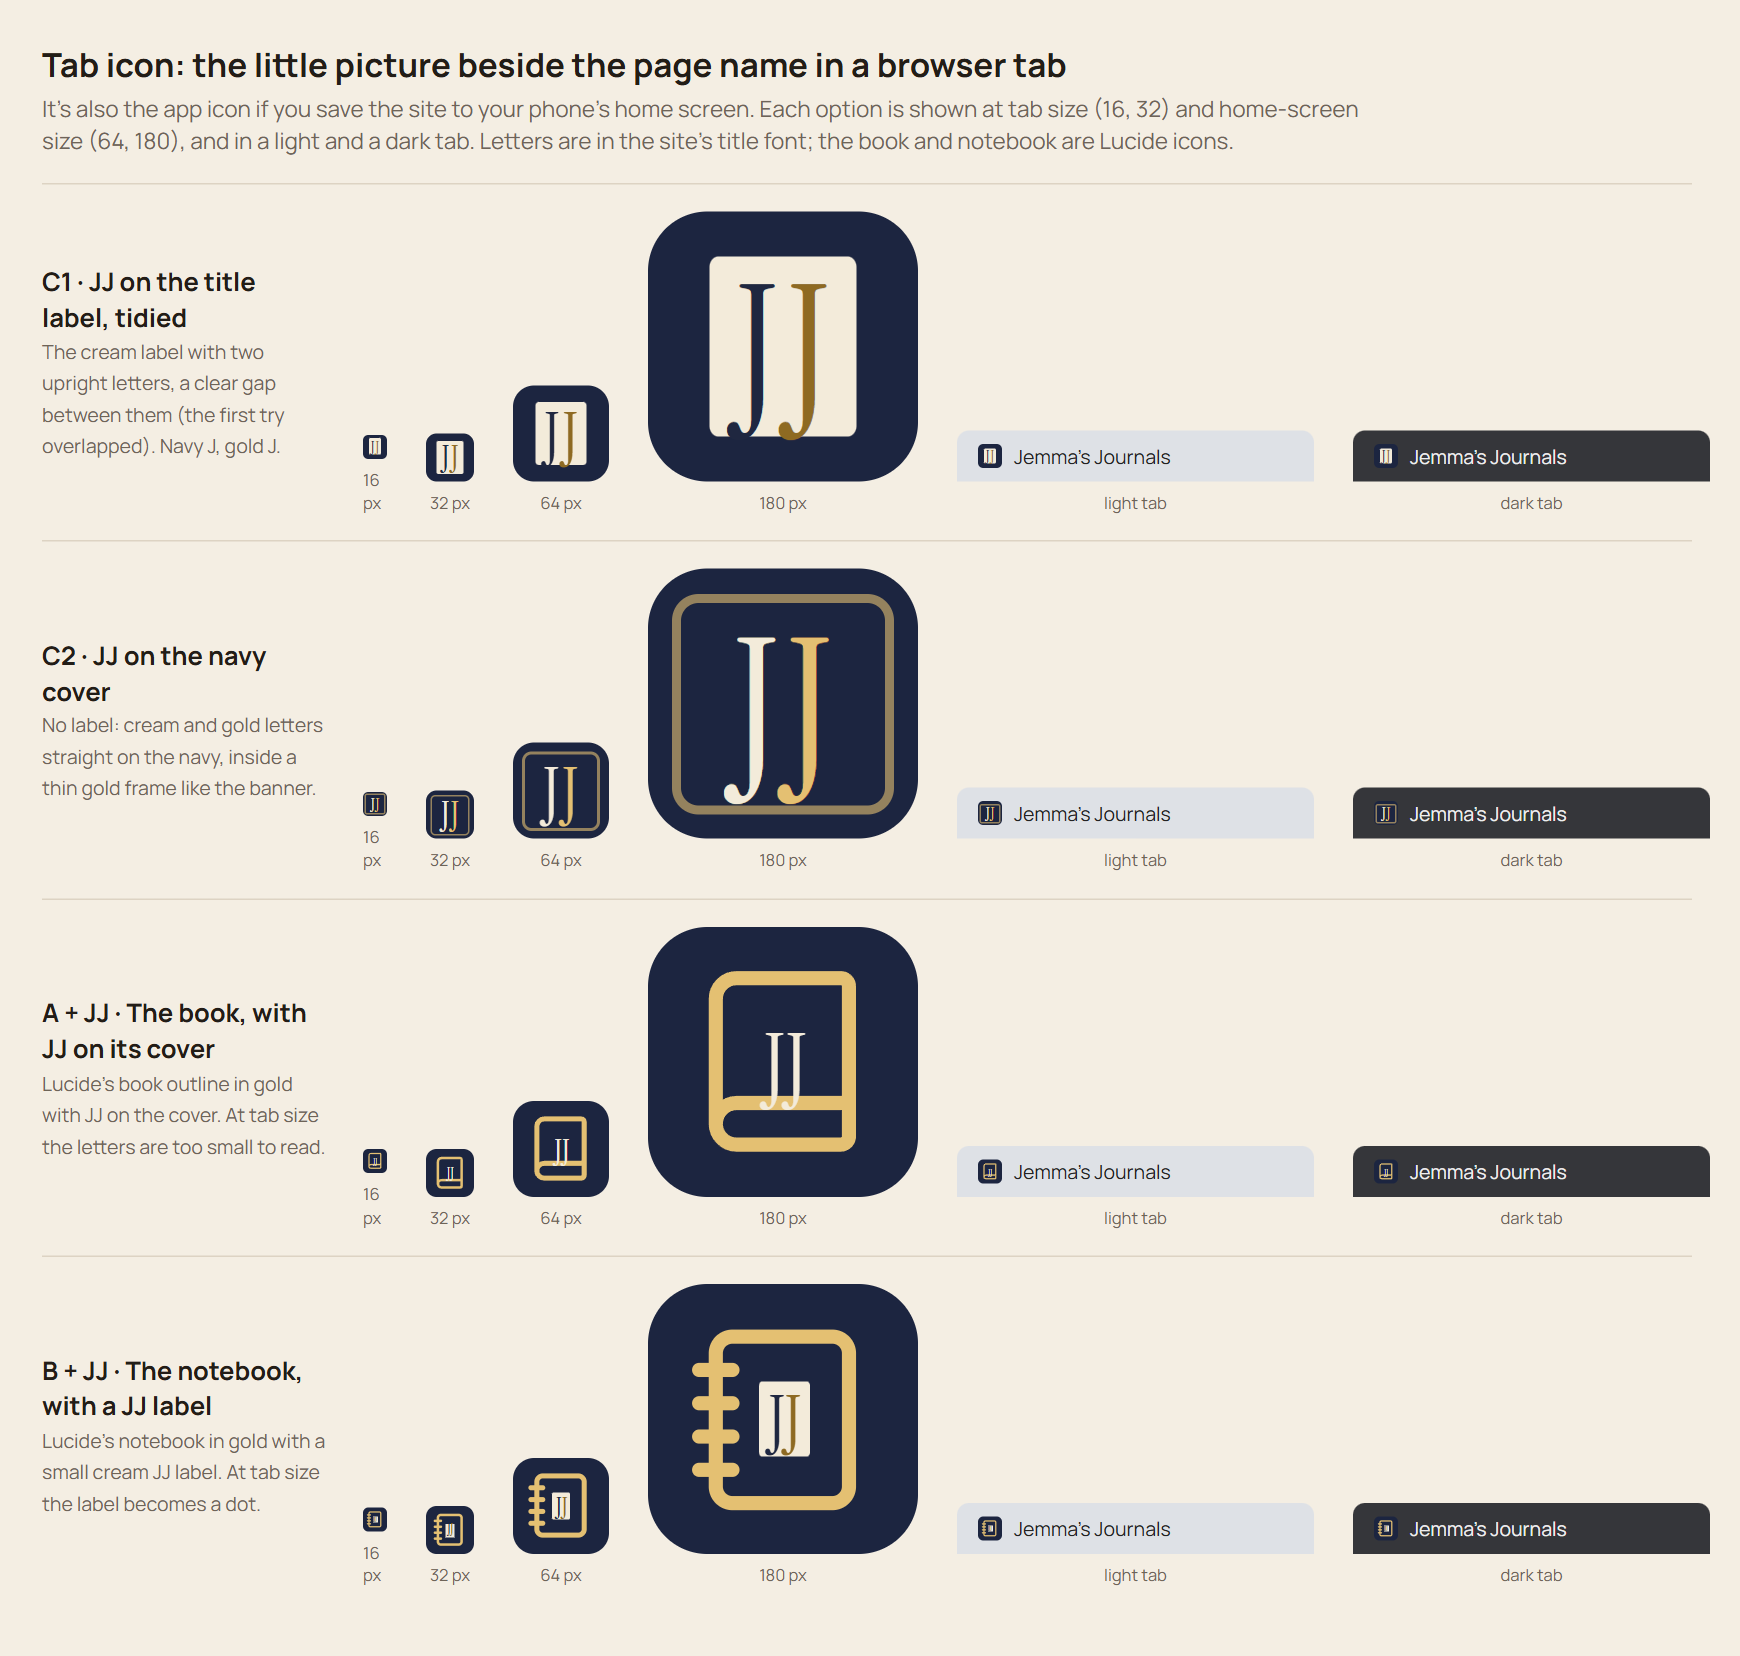 Tab icon: the little picture beside the page name in a browser tab
It's also the app icon if you save the site to your phone's home screen. Each option is shown at tab size (16, 32) and home-screen
size (64, 180), and in a light and a dark tab. Letters are in the site's title font; the book and notebook are Lucide icons.
C1 · JJ on the title
label, tidied
The cream label with two
upright letters, a clear gap
between them (the first try
overlapped). Navy J, gold J.
JJ
JJ
JJ
JJ
JJ
Jemma's Journals
JJ
Jemma's Journals
16
px
32 px
64 px
180 px
light tab
dark tab
C2 · JJ on the navy
cover
No label: cream and gold letters
straight on the navy, inside a
thin gold frame like the banner.
JJ
JJ
JJ
JJ
JJ
Jemma's Journals
JJ
Jemma's Journals
16
px
32 px
64 px
180 px
light tab
dark tab
A + JJ · The book, with
JJ on its cover
Lucide's book outline in gold
with JJ on the cover. At tab size
the letters are too small to read.
JJ
JJ
JJ
Jemma's Journals
Jemma's Journals
16
px
32 px
64 px
180 px
light tab
dark tab
B + JJ · The notebook,
with a JJ label
Lucide's notebook in gold with a
small cream JJ label. At tab size
the label becomes a dot.
JJ
JJ
Jemma's Journals
Jemma's Journals
16
px
32 px
64 px
180 px
light tab
dark tab